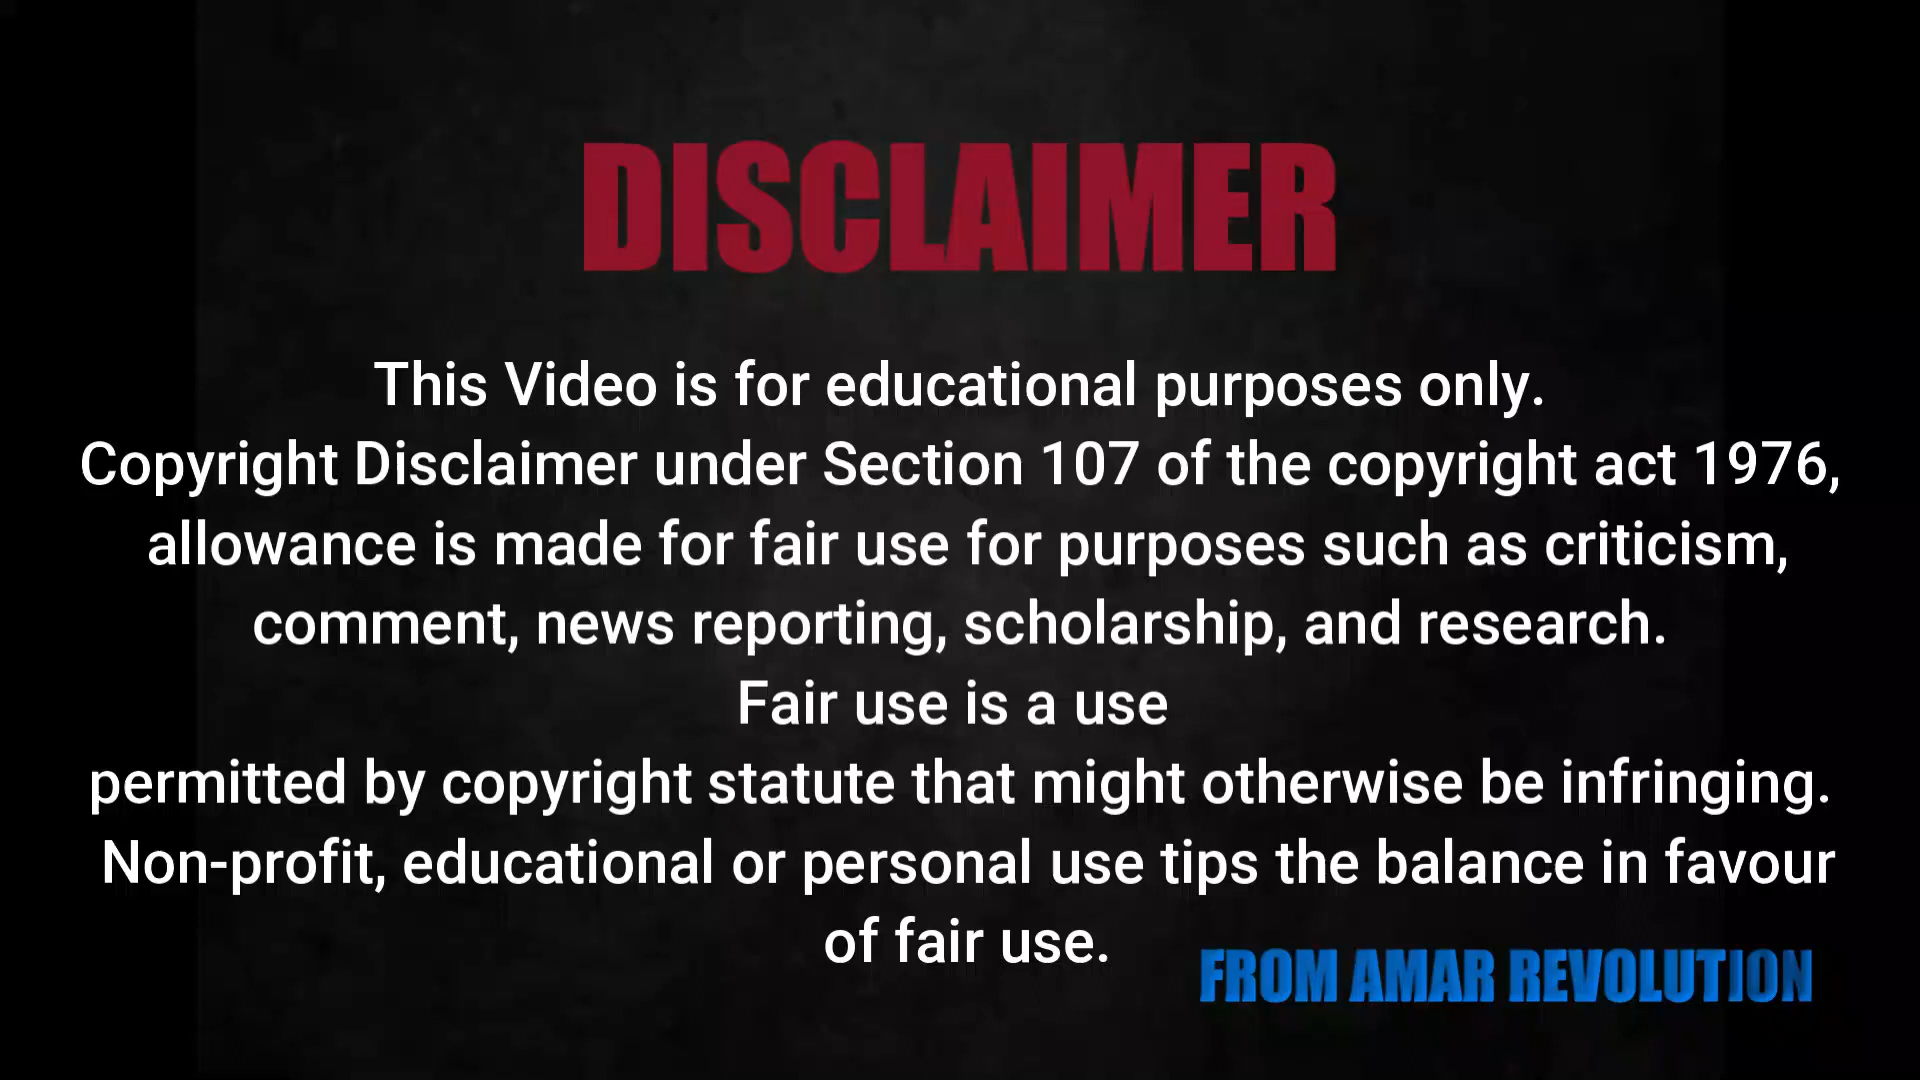 DISCLAIMER
This Video is for educational purposes only.
Copyright Disclaimer under Section 107 of the copyright act 1976,
allowance is made for fair use for purposes such as criticism,
comment, news reporting, scholarship, and research.
Fair use is a use
permitted by copyright statute that might otherwise be infringing.
Non-profit, educational or personal use tips the balance in favour
of fair use.
FROM AMAR REVOLUTION